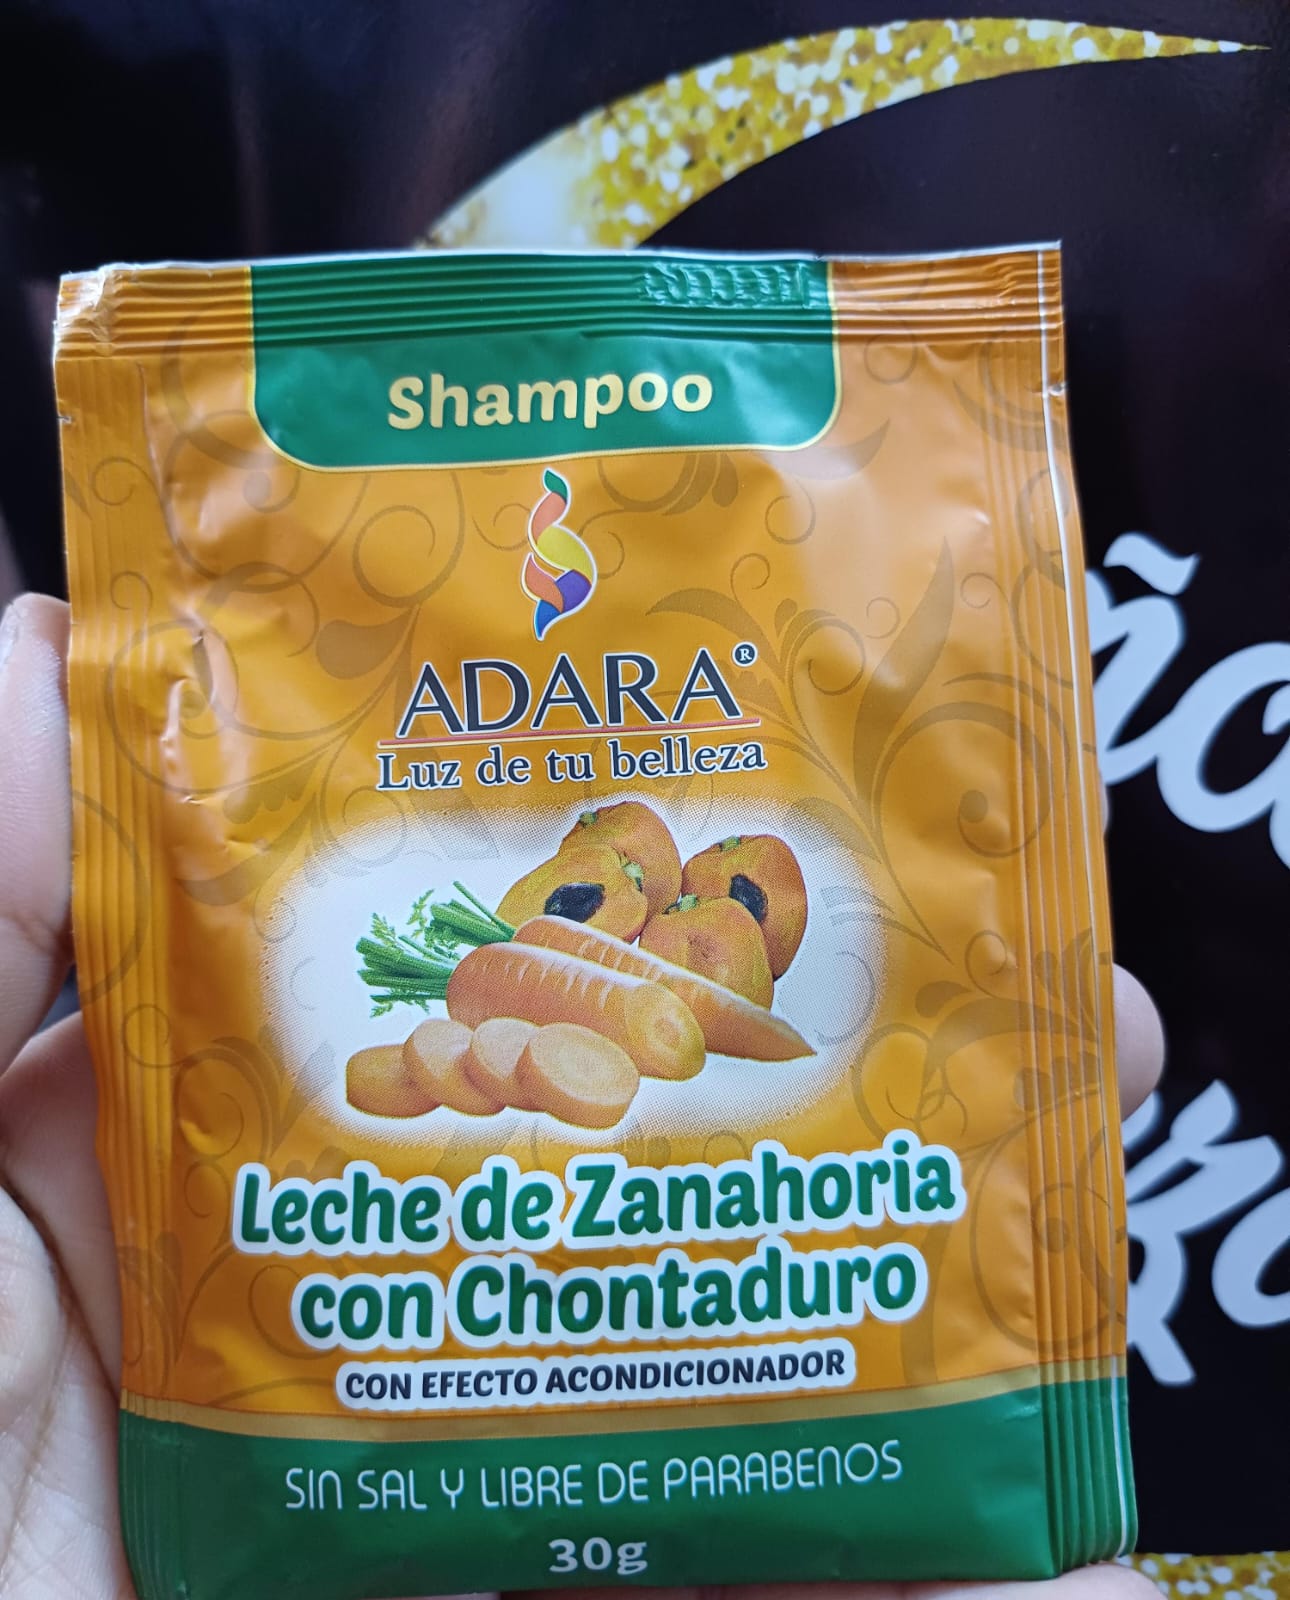 Shampoo
ADARA®
Luz de tu belleza
Leche de Zanahoria
con Chontaduro
CON EFECTO ACONDICIONADOR
SIN SAL Y LIBRE DE PARABENOS
30g